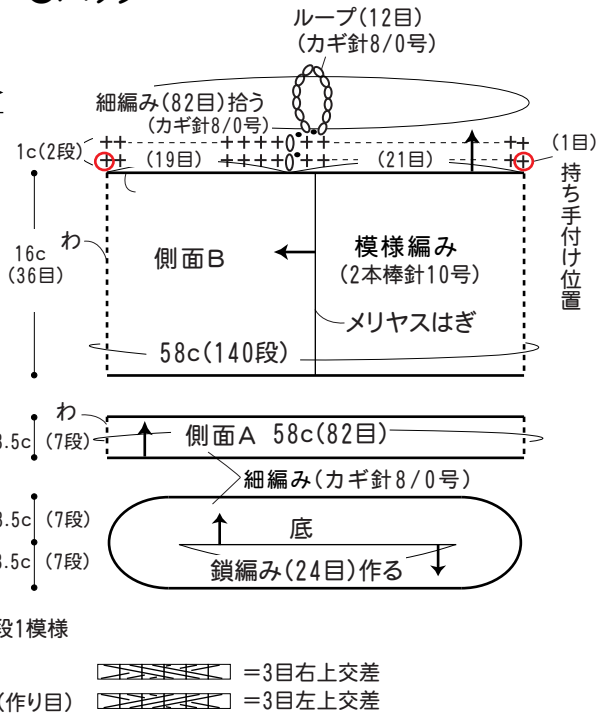 ループ(12目)
(カギ針8/0号)
細編み(82目)拾う
(カギ針8/0号)
1c(2段)
(19目)
(21目)
(1目)
持ち手付け位置
16c
(36目)
わ
側面B
模様編み
(2本棒針10号)
メリヤスはぎ
58c(140段)
わ
3.5c (7段)
側面A 58c(82目)
細編み(カギ針8/0号)
3.5c (7段)
底
3.5c (7段)
鎖編み(24目)作る
段1模様
=3目右上交差
(作り目)
=3目左上交差